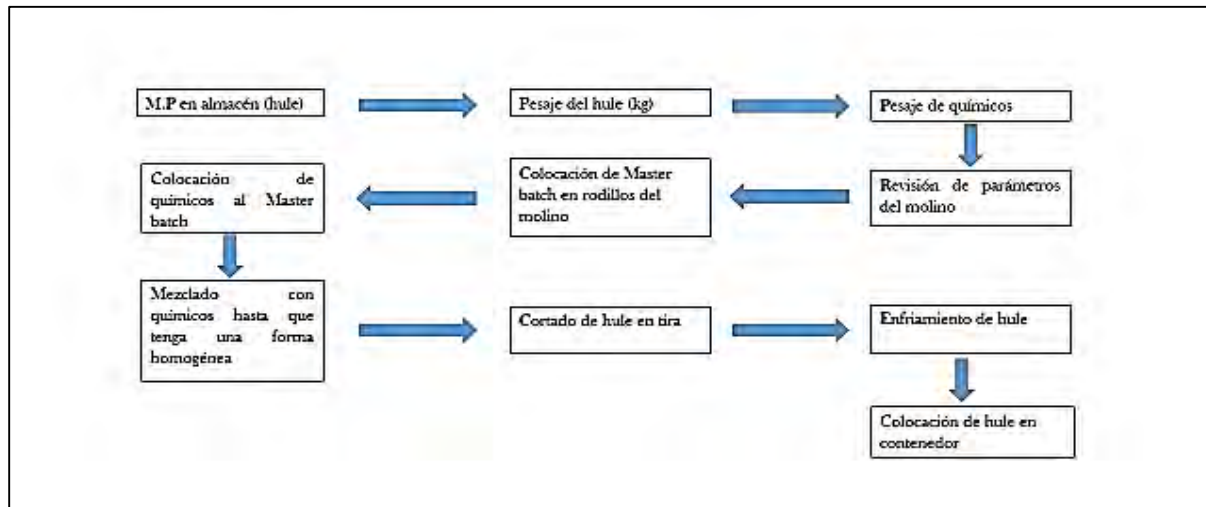 M.P en almacén (hule)
Pesaje del hule (kg)
Pesaje de químicos
Revisión de parámetros
del molino
Colocación de Master
batch en rodillos del
molino
Colocación de
químicos al Master
batch
Mezclado con
químicos hasta que
tenga una forma
homogénea
Cortado de hule en tira
Enfriamiento de hule
Colocación de hule en
contenedor